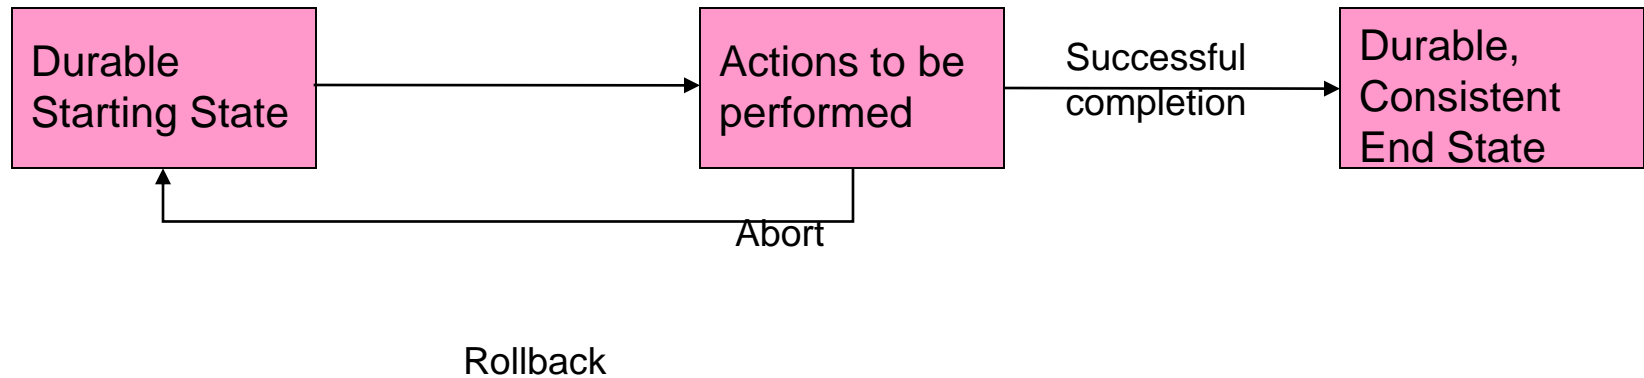 Durable
Starting State
Actions to be
performed
Successful
completion
Durable,
Consistent
End State
Abort
Rollback